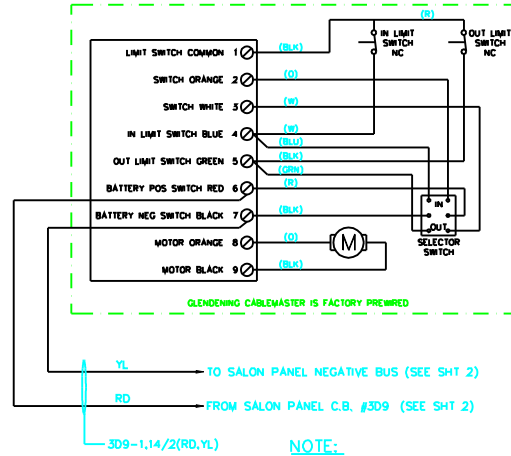 (R)
LIMIT SWITCH COMMON 1 (BLK)
IN LIMIT SWITCH NC
OUT LIMIT SWITCH NC
SWITCH ORANGE 2 (O)
SWITCH WHITE 3 (W)
IN LIMIT SWITCH BLUE 4 (W)
(BLU)
OUT LIMIT SWITCH GREEN 5 (BLK)
(GRN)
BATTERY POS SWITCH RED 6 (R)
IN
BATTERY NEG SWITCH BLACK 7 (BLK)
OUT
SELECTOR SWITCH
MOTOR ORANGE 8 (O)
M
MOTOR BLACK 9 (BLK)
GLENDENING CABLEMASTER IS FACTORY PREWIRED
YL
TO SALON PANEL NEGATIVE BUS (SEE SHT 2)
RD
FROM SALON PANEL C.B. #3D9 (SEE SHT 2)
3D9-1,14/2(RD,YL)
NOTE: